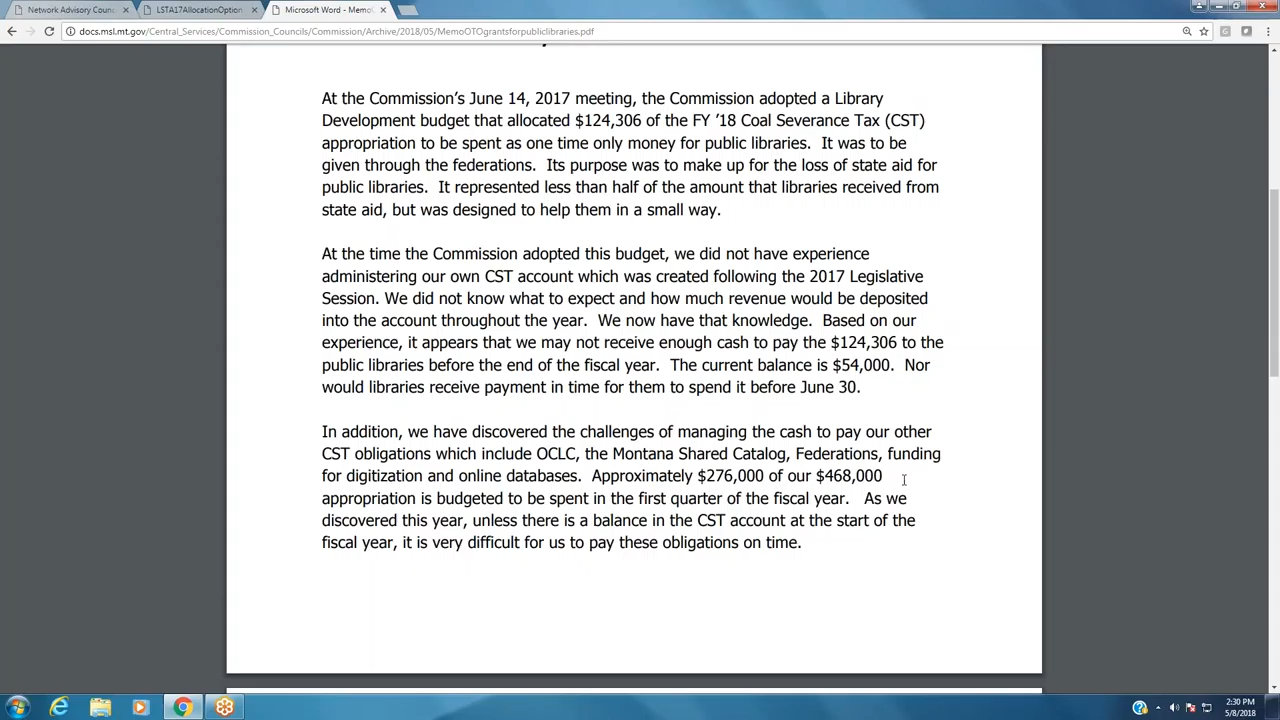 Network Advisory Counc
LSTA17AllocationOption
Microsoft Word - Memo
docs.msl.mt.gov/Central_Services/Commission_Councils/Commission/Archive/2018/05/MemoOTOgrantsforpubliclibraries.pdf
At the Commission's June 14, 2017 meeting, the Commission adopted a Library
Development budget that allocated $124,306 of the FY '18 Coal Severance Tax (CST)
appropriation to be spent as one time only money for public libraries.  It was to be
given through the federations.  Its purpose was to make up for the loss of state aid for
public libraries.  It represented less than half of the amount that libraries received from
state aid, but was designed to help them in a small way.
At the time the Commission adopted this budget, we did not have experience
administering our own CST account which was created following the 2017 Legislative
Session. We did not know what to expect and how much revenue would be deposited
into the account throughout the year.  We now have that knowledge.  Based on our
experience, it appears that we may not receive enough cash to pay the $124,306 to the
public libraries before the end of the fiscal year.  The current balance is $54,000.  Nor
would libraries receive payment in time for them to spend it before June 30.
In addition, we have discovered the challenges of managing the cash to pay our other
CST obligations which include OCLC, the Montana Shared Catalog, Federations, funding
for digitization and online databases.  Approximately $276,000 of our $468,000
appropriation is budgeted to be spent in the first quarter of the fiscal year.   As we
discovered this year, unless there is a balance in the CST account at the start of the
fiscal year, it is very difficult for us to pay these obligations on time.
2:30 PM
5/8/2018